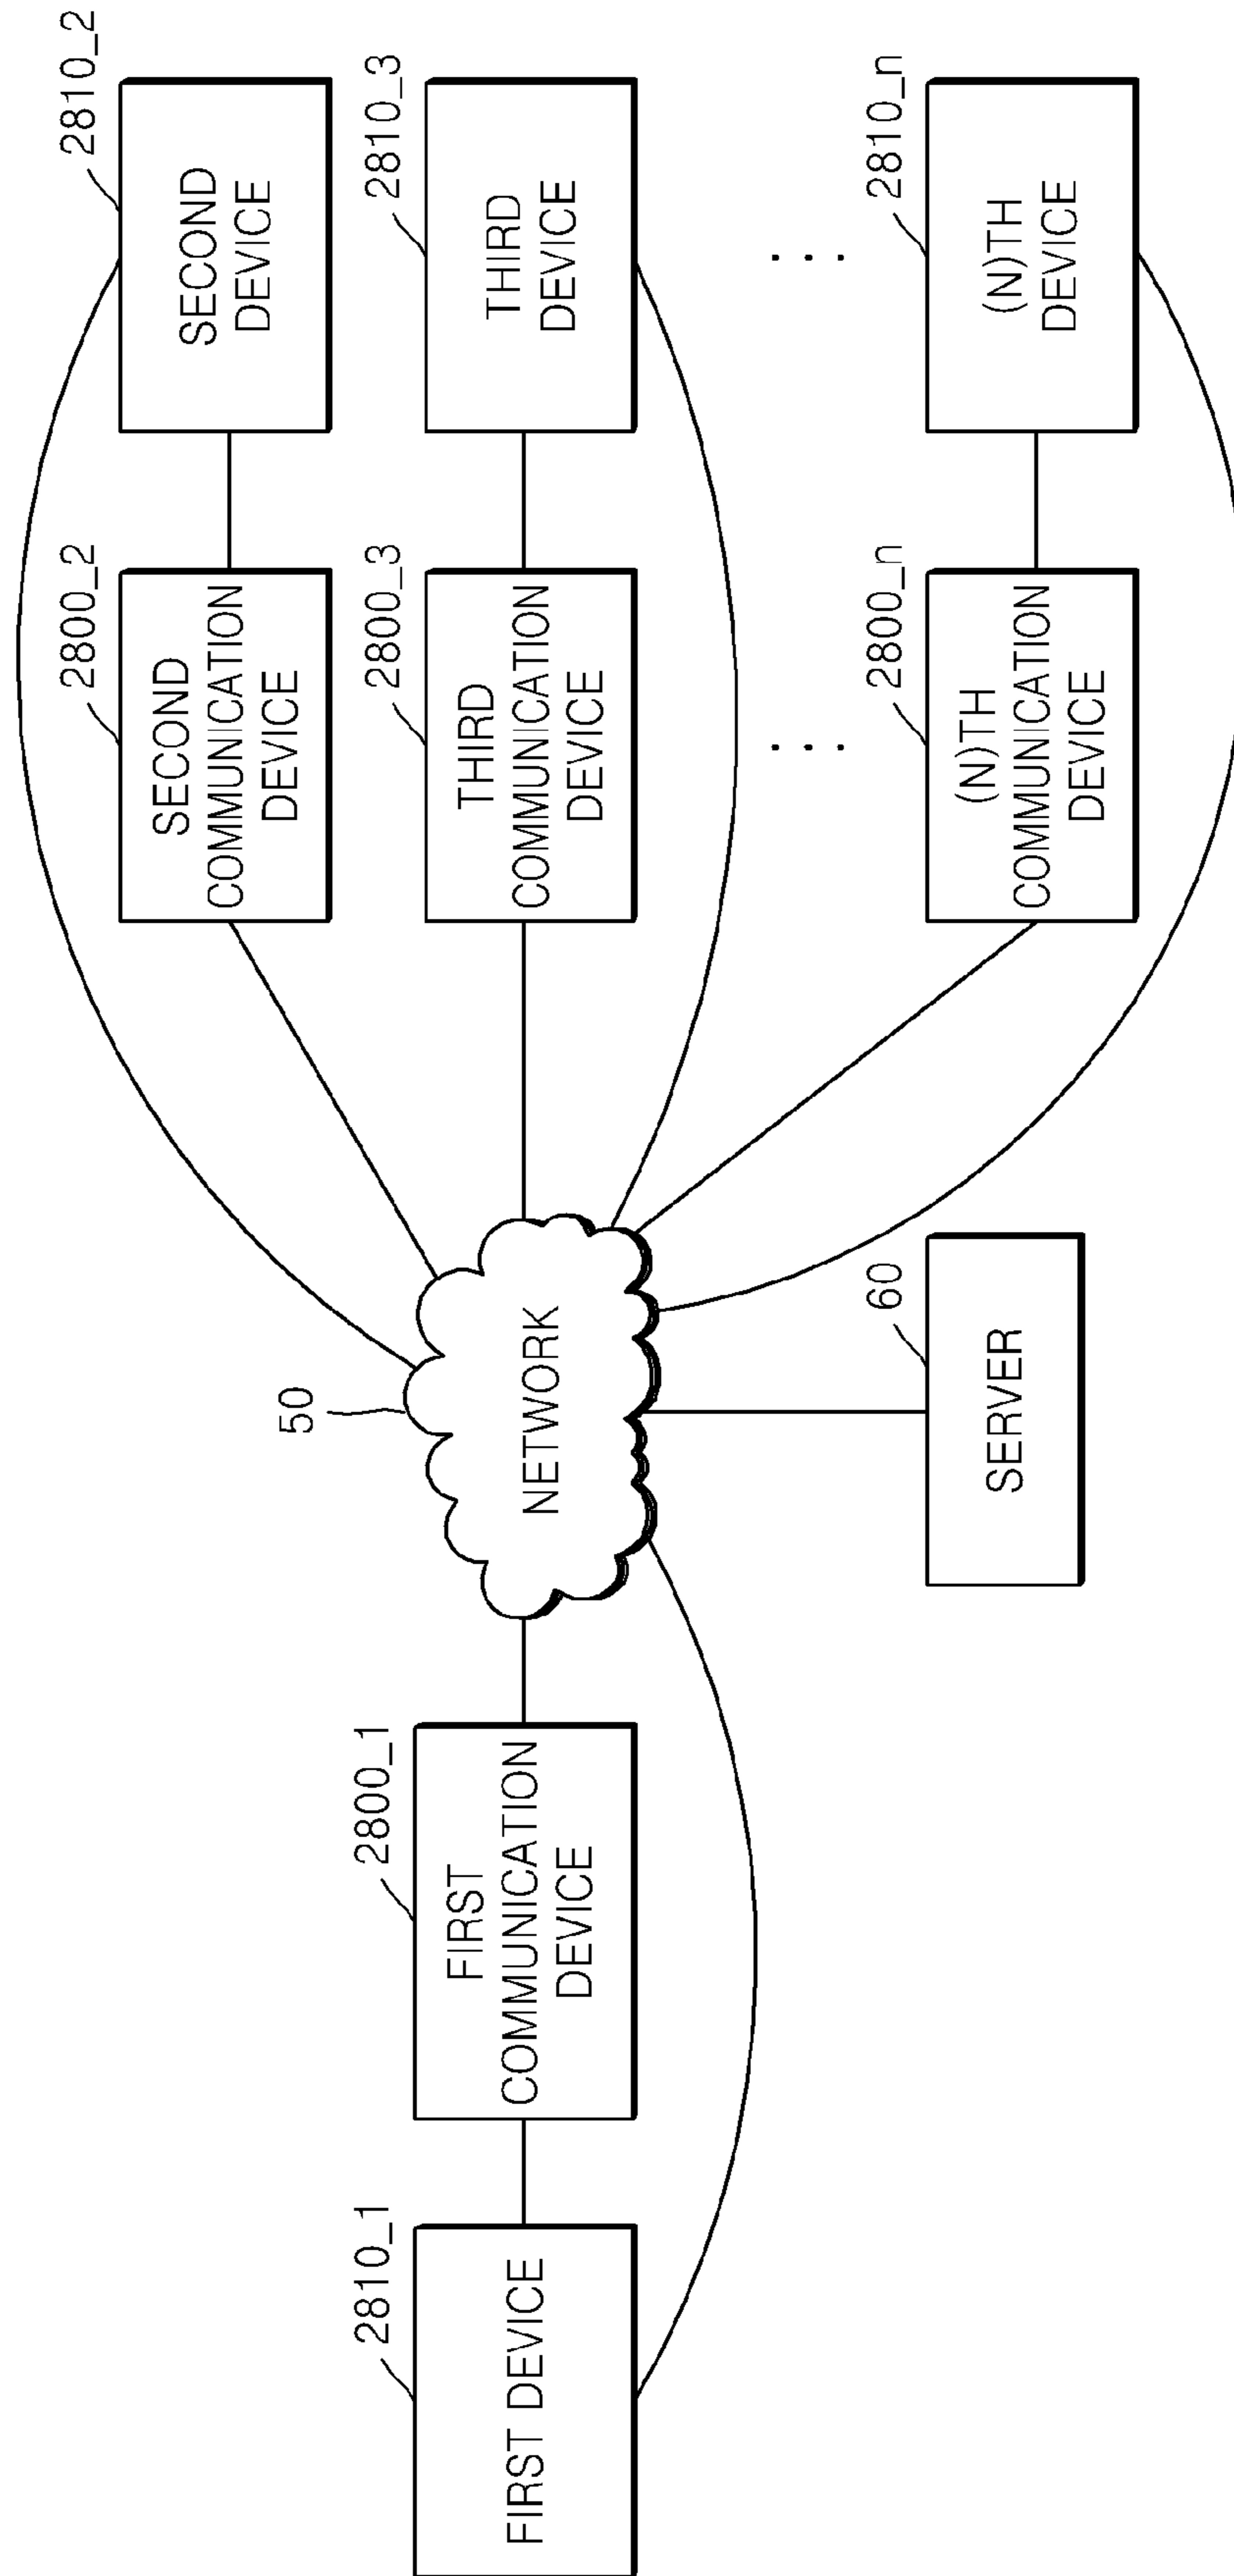 2810_1
FIRST DEVICE
2800_1
FIRST
COMMUNICATION
DEVICE
50
NETWORK
60
SERVER
2800_2
SECOND
COMMUNICATION
DEVICE
2810_2
SECOND
DEVICE
2800_3
THIRD
COMMUNICATION
DEVICE
2810_3
THIRD
DEVICE
. . .
. . .
2800_n
(N)TH
COMMUNICATION
DEVICE
2810_n
(N)TH
DEVICE